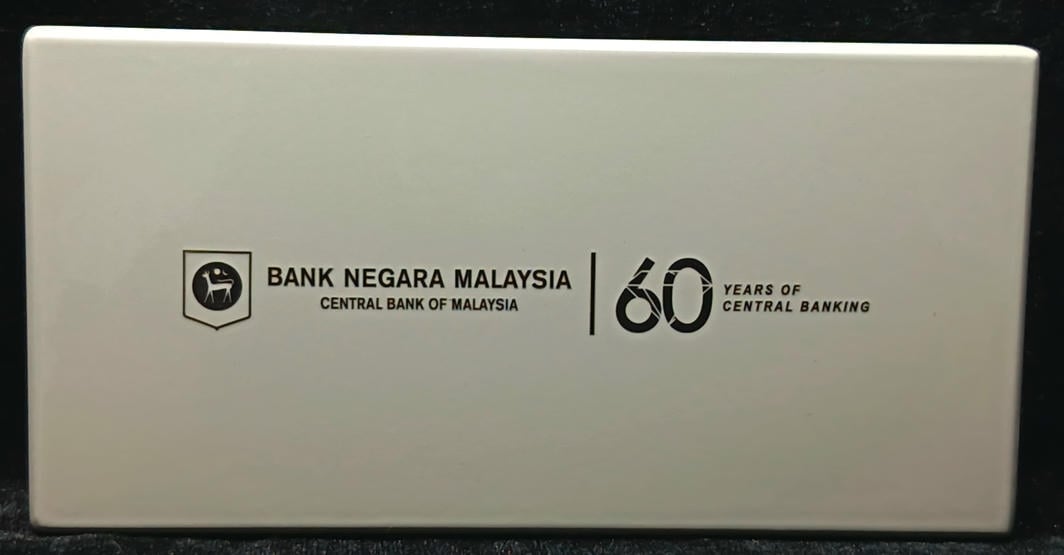 BANK NEGARA MALAYSIA
CENTRAL BANK OF MALAYSIA
60
YEARS OF
CENTRAL BANKING